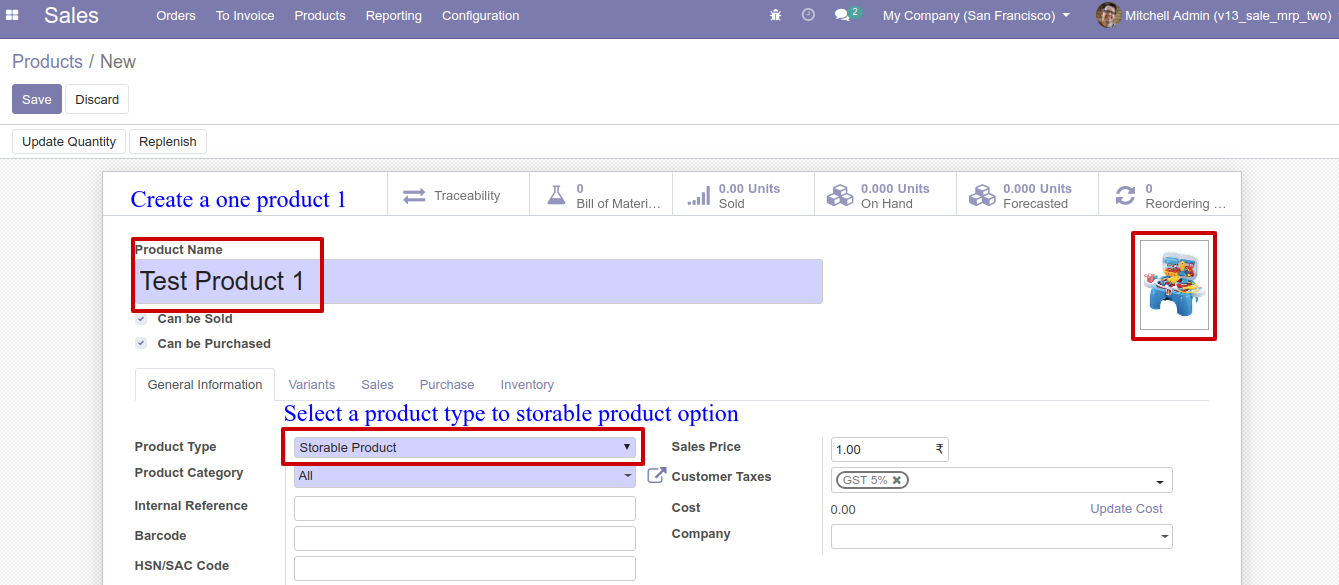 Sales Orders To Invoice Products Reporting Configuration 2 My Company (San Francisco) Mitchell Admin (v13_sale_mrp_two)
Products / New
Save Discard
Update Quantity Replenish
Create a one product 1
Traceability
0
Bill of Materi...
0.00 Units
Sold
0.000 Units
On Hand
0.000 Units
Forecasted
0
Reordering ...
Product Name
Test Product 1
Can be Sold
Can be Purchased
General Information Variants Sales Purchase Inventory
Select a product type to storable product option
Product Type Storable Product
Product Category All
Internal Reference
Barcode
HSN/SAC Code
Sales Price 1.00 ₹
Customer Taxes GST 5% ✖
Cost 0.00 Update Cost
Company